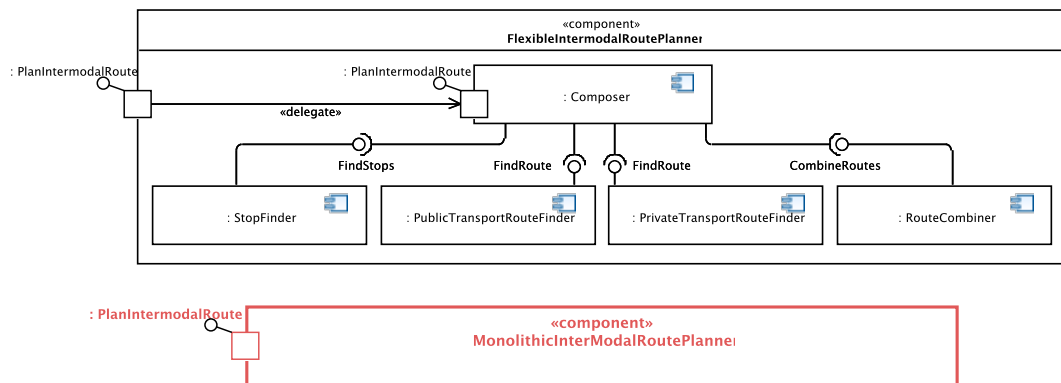 «component»
FlexibleIntermodalRoutePlanner
: PlanIntermodalRoute
: PlanIntermodalRoute
: Composer
«delegate»
FindStops
FindRoute
FindRoute
CombineRoutes
: StopFinder
: PublicTransportRouteFinder
: PrivateTransportRouteFinder
: RouteCombiner
: PlanIntermodalRoute
«component»
MonolithicInterModalRoutePlanner